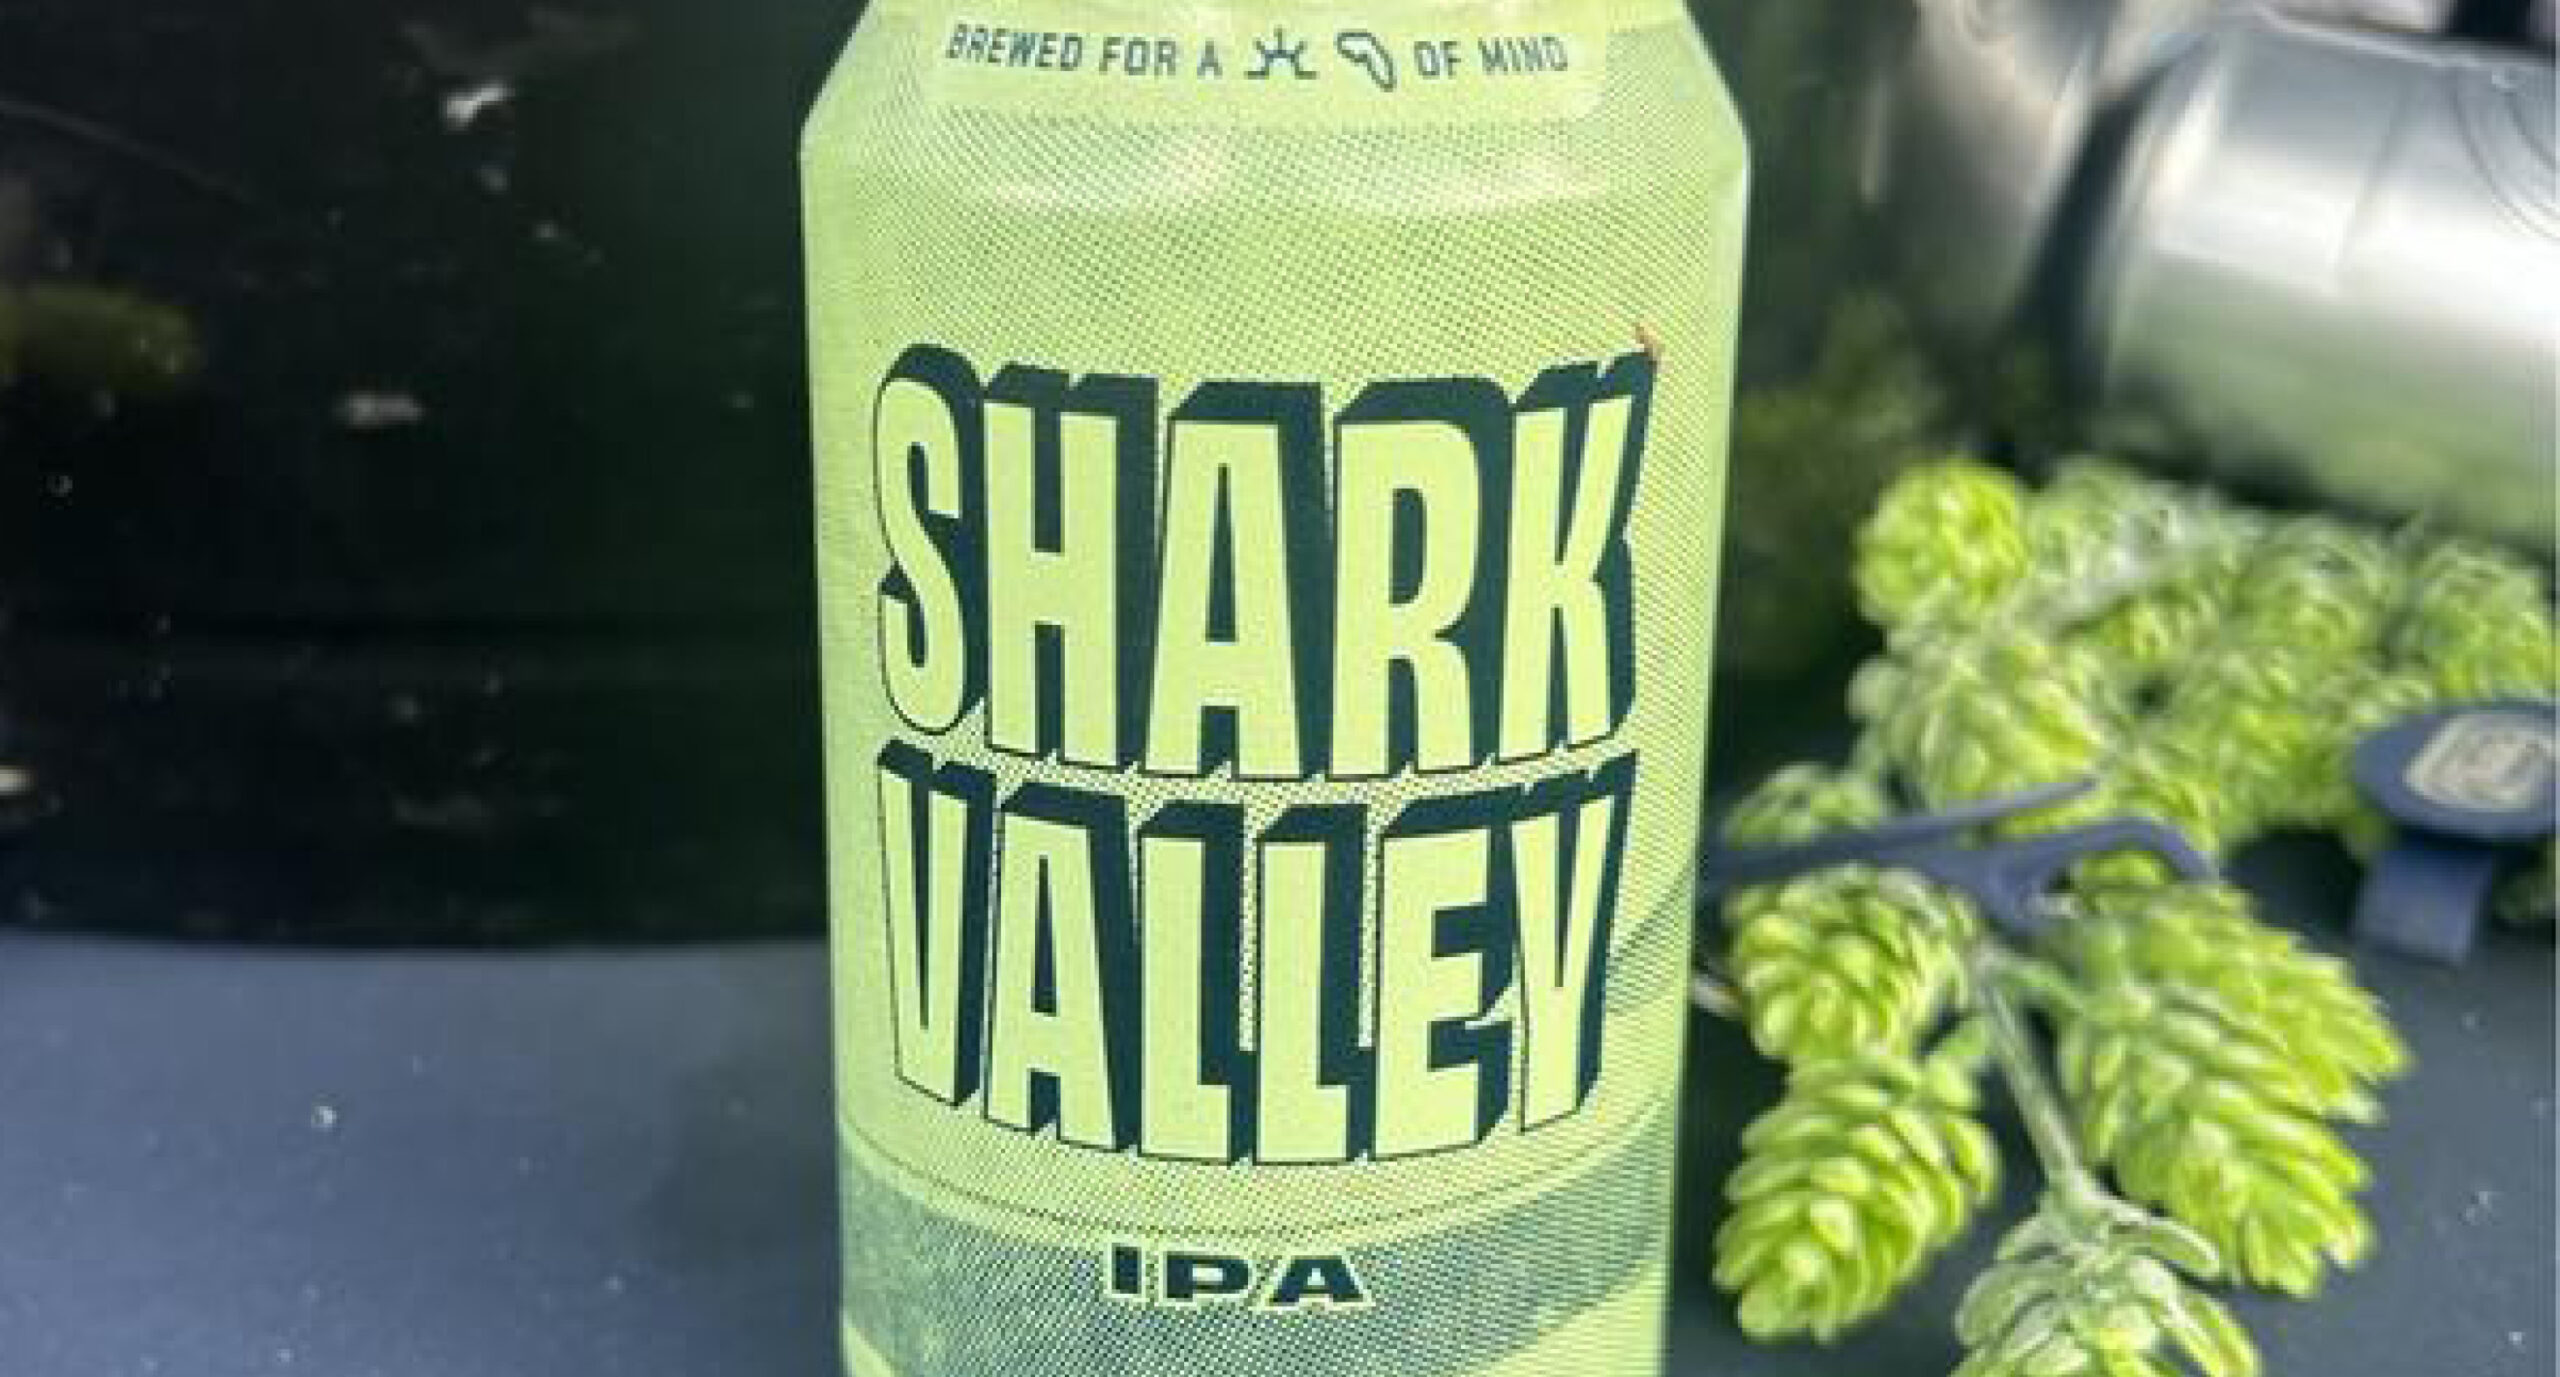 BREWED FOR A OF MIND
SHARK
VALLEY
IPA